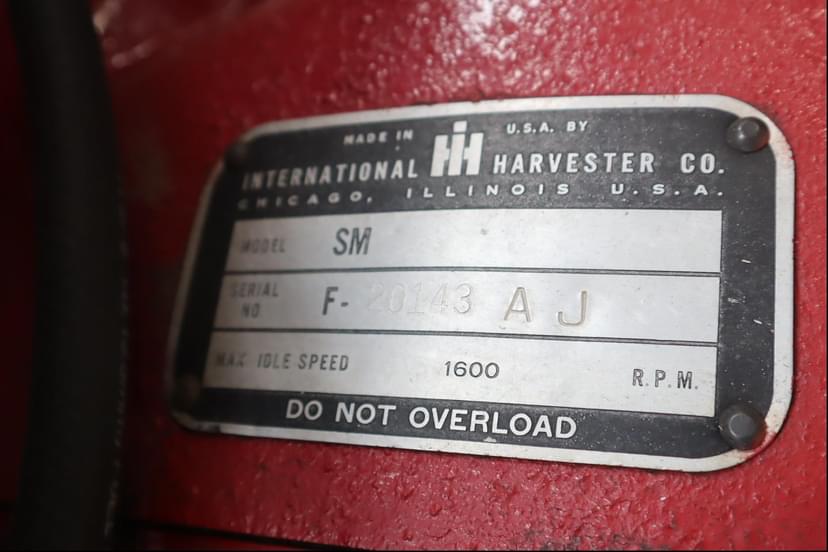 MADE IN U.S.A. BY
INTERNATIONAL IH HARVESTER CO.
CHICAGO, ILLINOIS U.S.A.
MODEL SM
SERIAL NO F- 20143 A J
MAX IDLE SPEED 1600 R.P.M.
DO NOT OVERLOAD